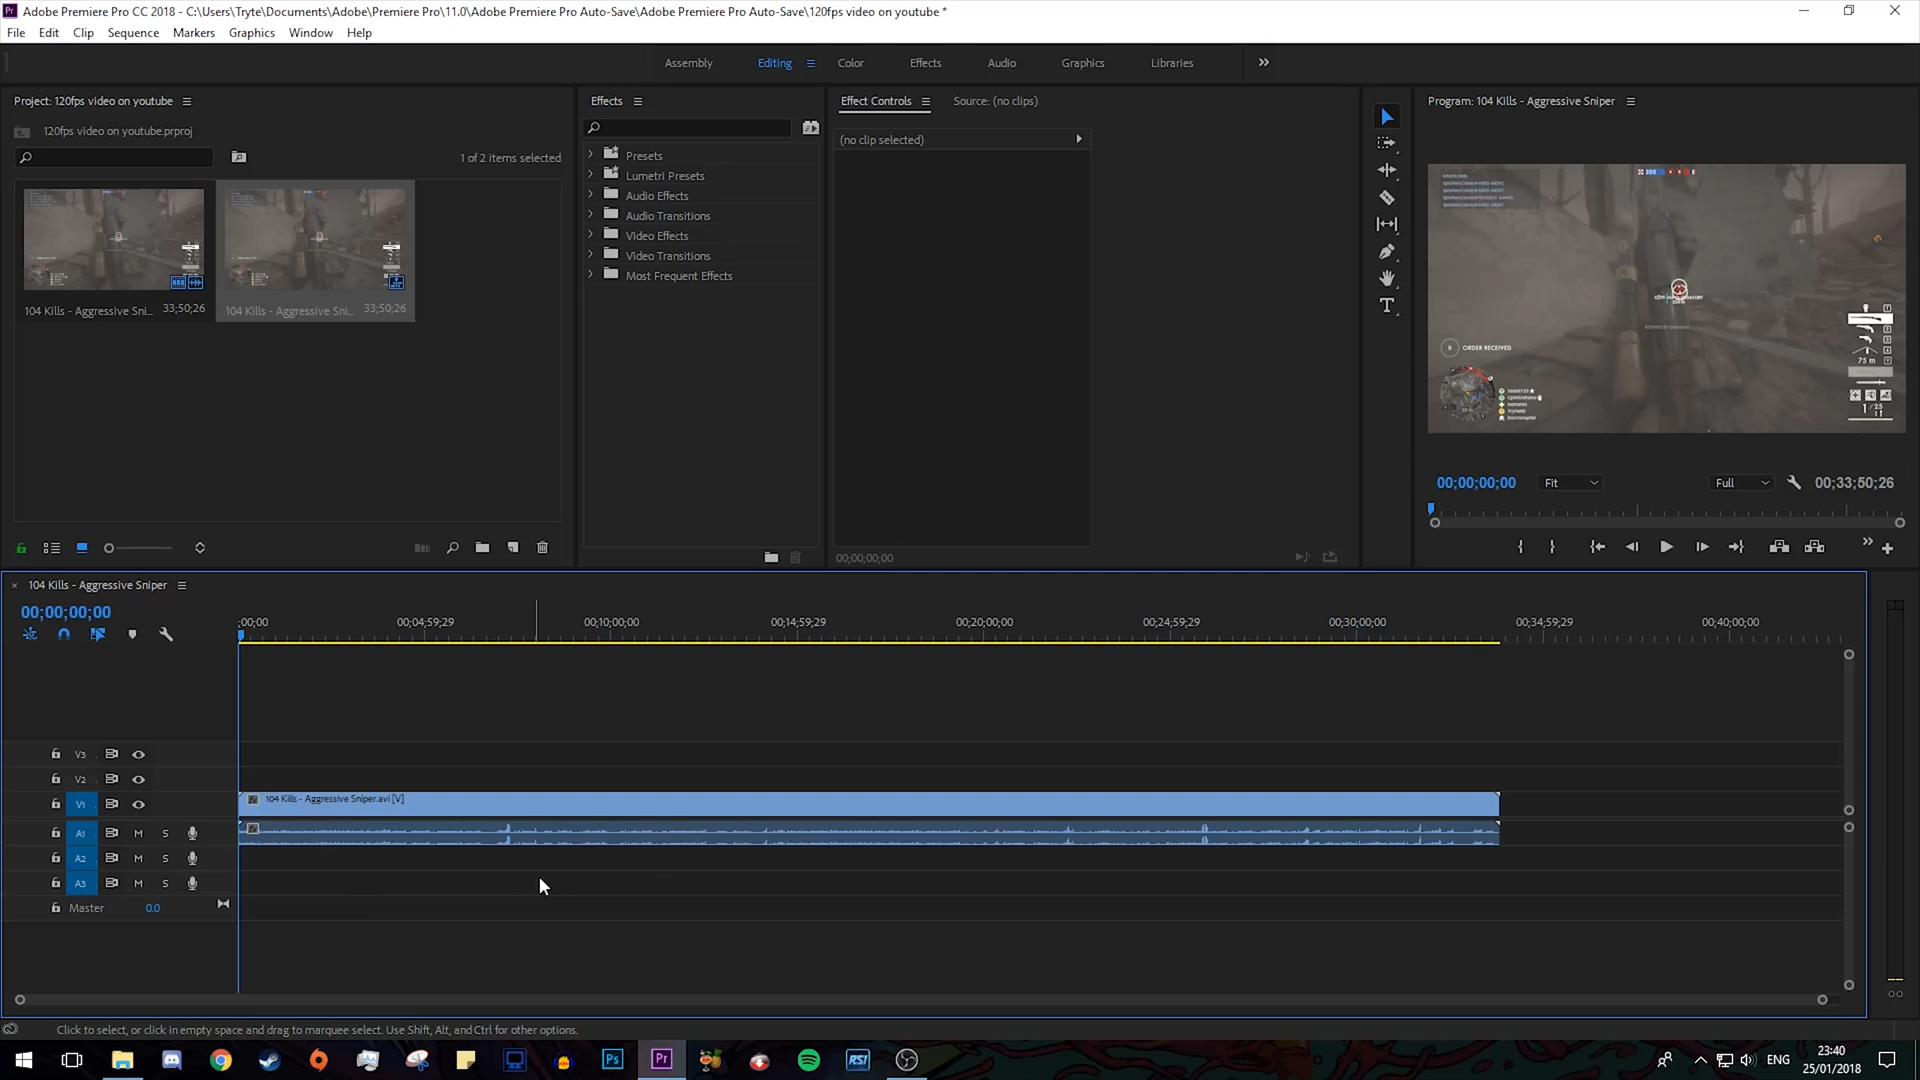 Adobe Premiere Pro CC 2018 - C:\Users\Tryte\Documents\Adobe\Premiere Pro\11.0\Adobe Premiere Pro Auto-Save\Adobe Premiere Pro Auto-Save\120fps video on youtube *
File Edit Clip Sequence Markers Graphics Window Help
Assembly Editing Color Effects Audio Graphics Libraries
Project: 120fps video on youtube
120fps video on youtube.prproj
1 of 2 items selected
104 Kills - Aggressive Sni... 33;50;26
104 Kills - Aggressive Sni... 33;50;26
Effects
Presets
Lumetri Presets
Audio Effects
Audio Transitions
Video Effects
Video Transitions
Most Frequent Effects
Effect Controls Source: (no clips)
(no clip selected)
00;00;00;00
Program: 104 Kills - Aggressive Sniper
ORDER RECEIVED
75 m
00;00;00;00 Fit Full 00;33;50;26
104 Kills - Aggressive Sniper
00;00;00;00
;00;00 00;04;59;29 00;10;00;00 00;14;59;29 00;20;00;00 00;24;59;29 00;30;00;00 00;34;59;29 00;40;00;00
V3
V2
V1 104 Kills - Aggressive Sniper.avi [V]
A1 M S
A2 M S
A3 M S
Master 0.0
Click to select, or click in empty space and drag to marquee select. Use Shift, Alt, and Ctrl for other options.
Ps Pr RSI ENG 23:40
25/01/2018